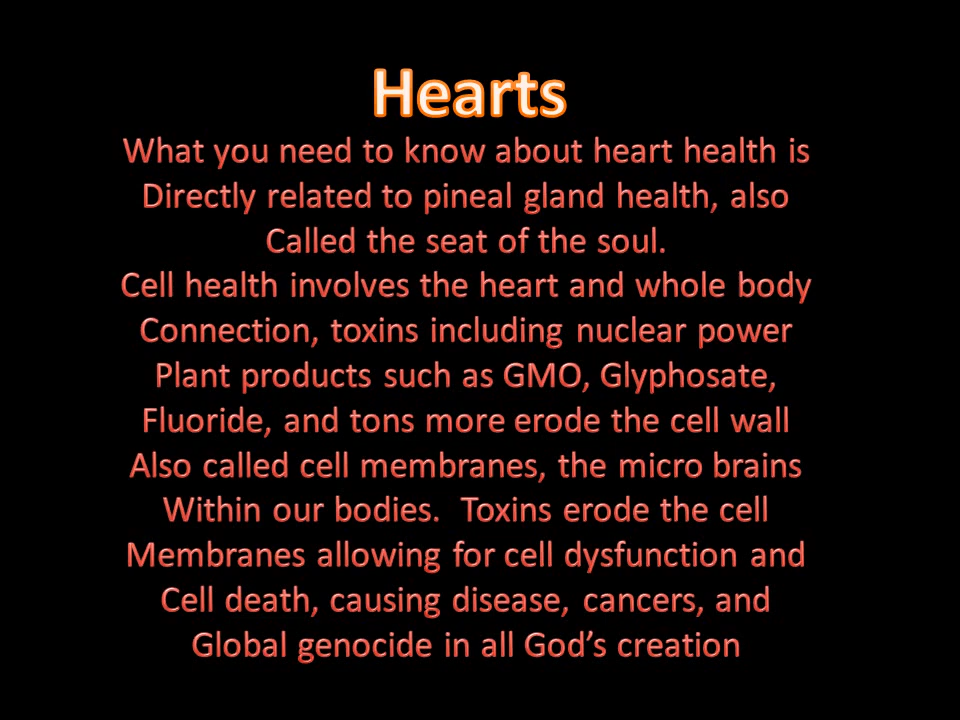 Hearts
What you need to know about heart health is
Directly related to pineal gland health, also
Called the seat of the soul.
Cell health involves the heart and whole body
Connection, toxins including nuclear power
Plant products such as GMO, Glyphosate,
Fluoride, and tons more erode the cell wall
Also called cell membranes, the micro brains
Within our bodies.  Toxins erode the cell
Membranes allowing for cell dysfunction and
Cell death, causing disease, cancers, and
Global genocide in all God’s creation